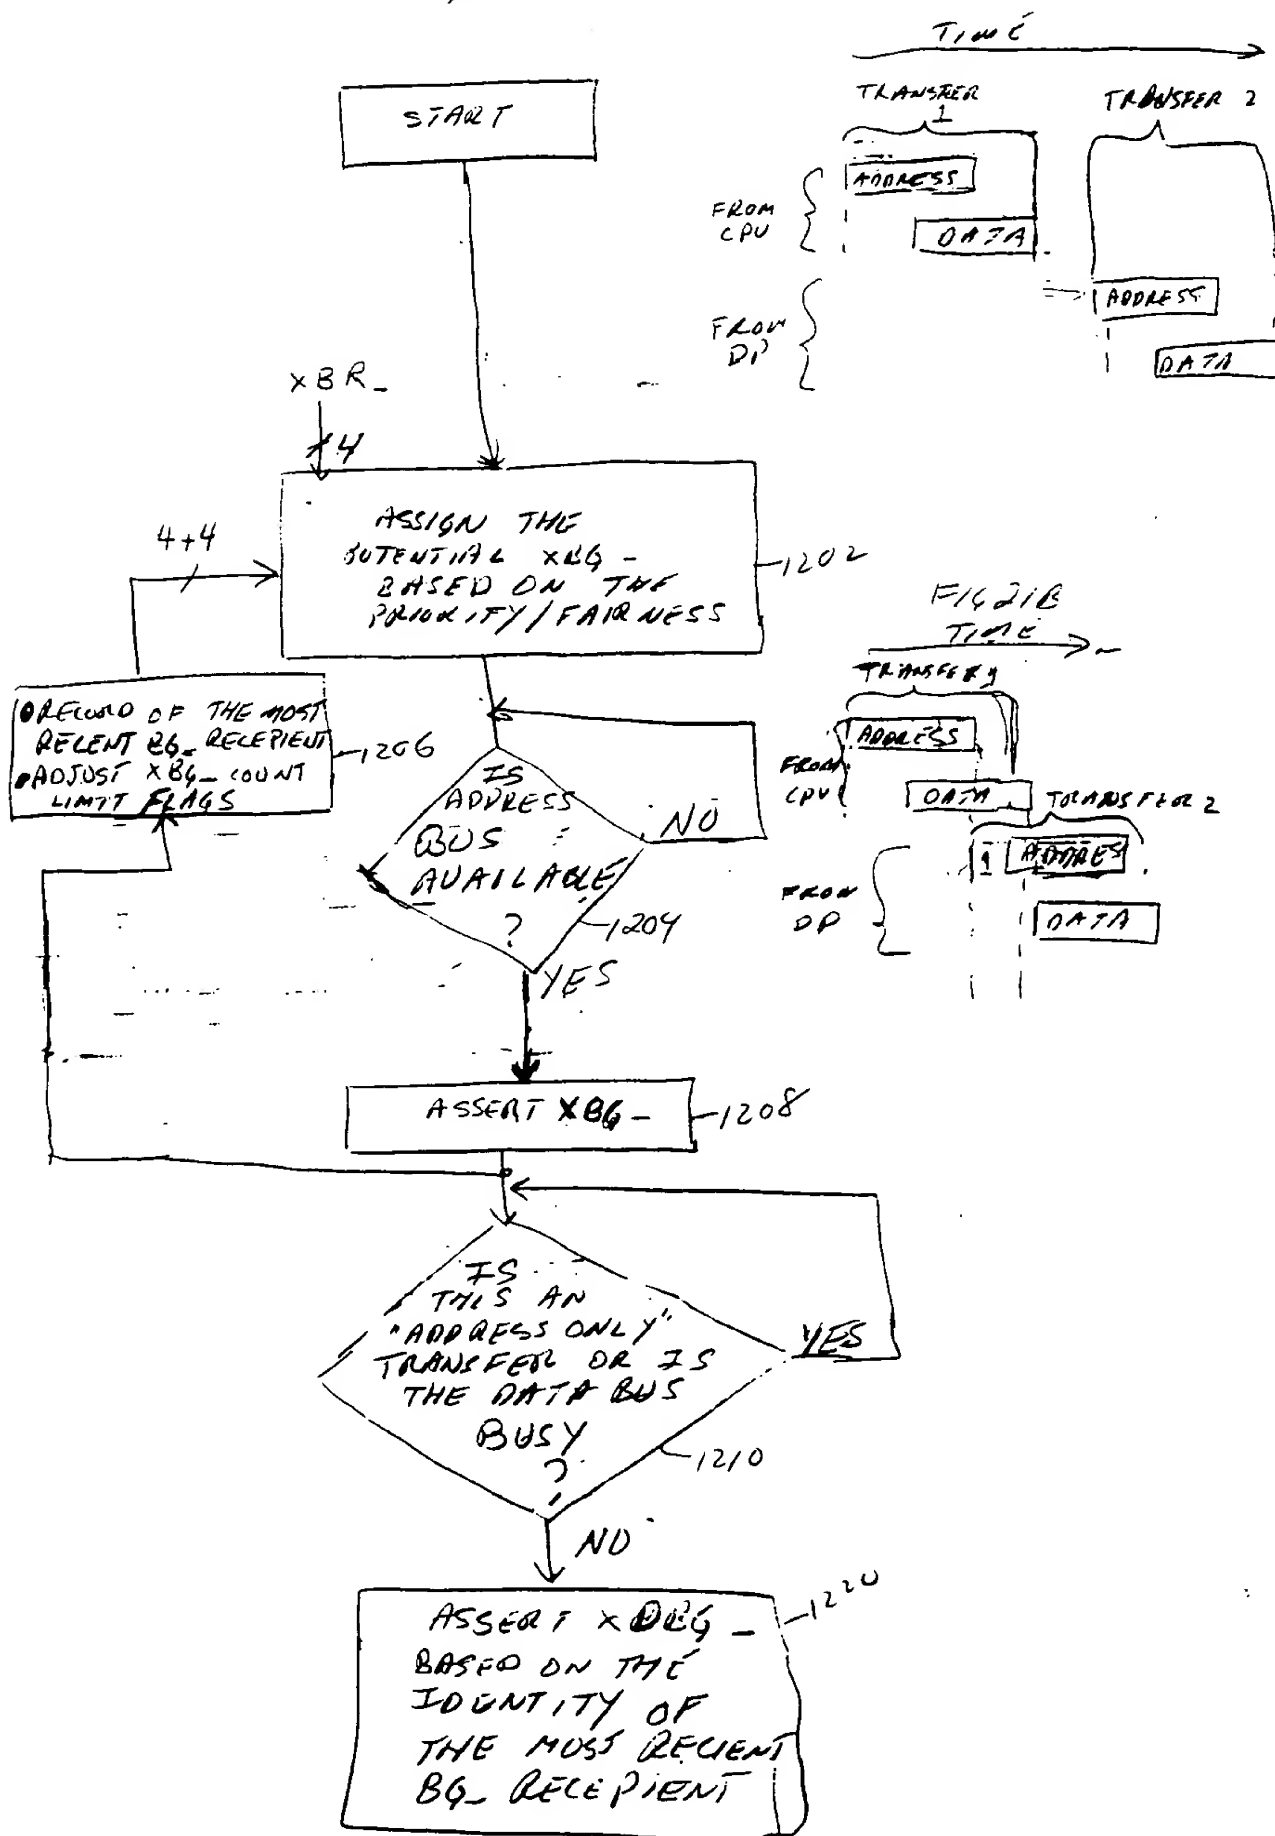 START
XBR_
4
4+4
ASSIGN THE
POTENTIAL XBG_
BASED ON THE
PRIORITY/FAIRNESS
1202
RECORD OF THE MOST
RECENT BG_ RECEPIENT
ADJUST XBG_ COUNT
LIMIT FLAGS
1206
IS
ADDRESS
BUS
AVAILABLE
?
NO
1204
YES
ASSERT XBG_
1208
IS
THIS AN
"ADDRESS ONLY"
TRANSFER OR IS
THE DATA BUS
BUSY
?
YES
1210
NO
ASSERT XDBG_
BASED ON THE
IDENTITY OF
THE MOST RECIENT
BG_ RECEPIENT
1220
TIME
TRANSFER
1
TRANSFER 2
FROM
CPU
ADDRESS
DATA
FROM
DP
ADDRESS
DATA
FIG 21B
TIME
TRANSFER 1
FROM
CPU
ADDRESS
DATA
TRANSFER 2
FROM
DP
ADDRES
DATA